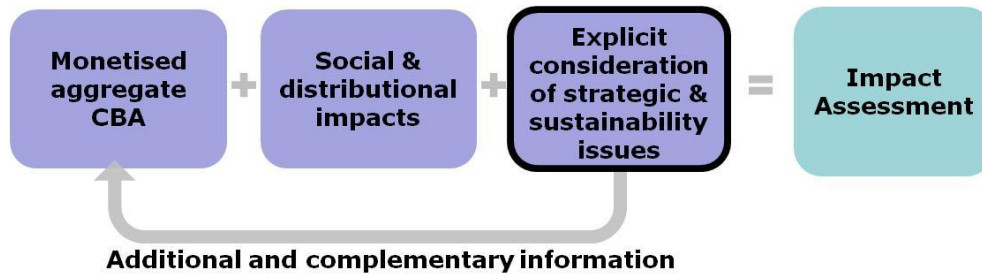 Monetised
aggregate
CBA
+
Social &
distributional
impacts
+
Explicit
consideration
of strategic &
sustainability
issues
=
Impact
Assessment
Additional and complementary information